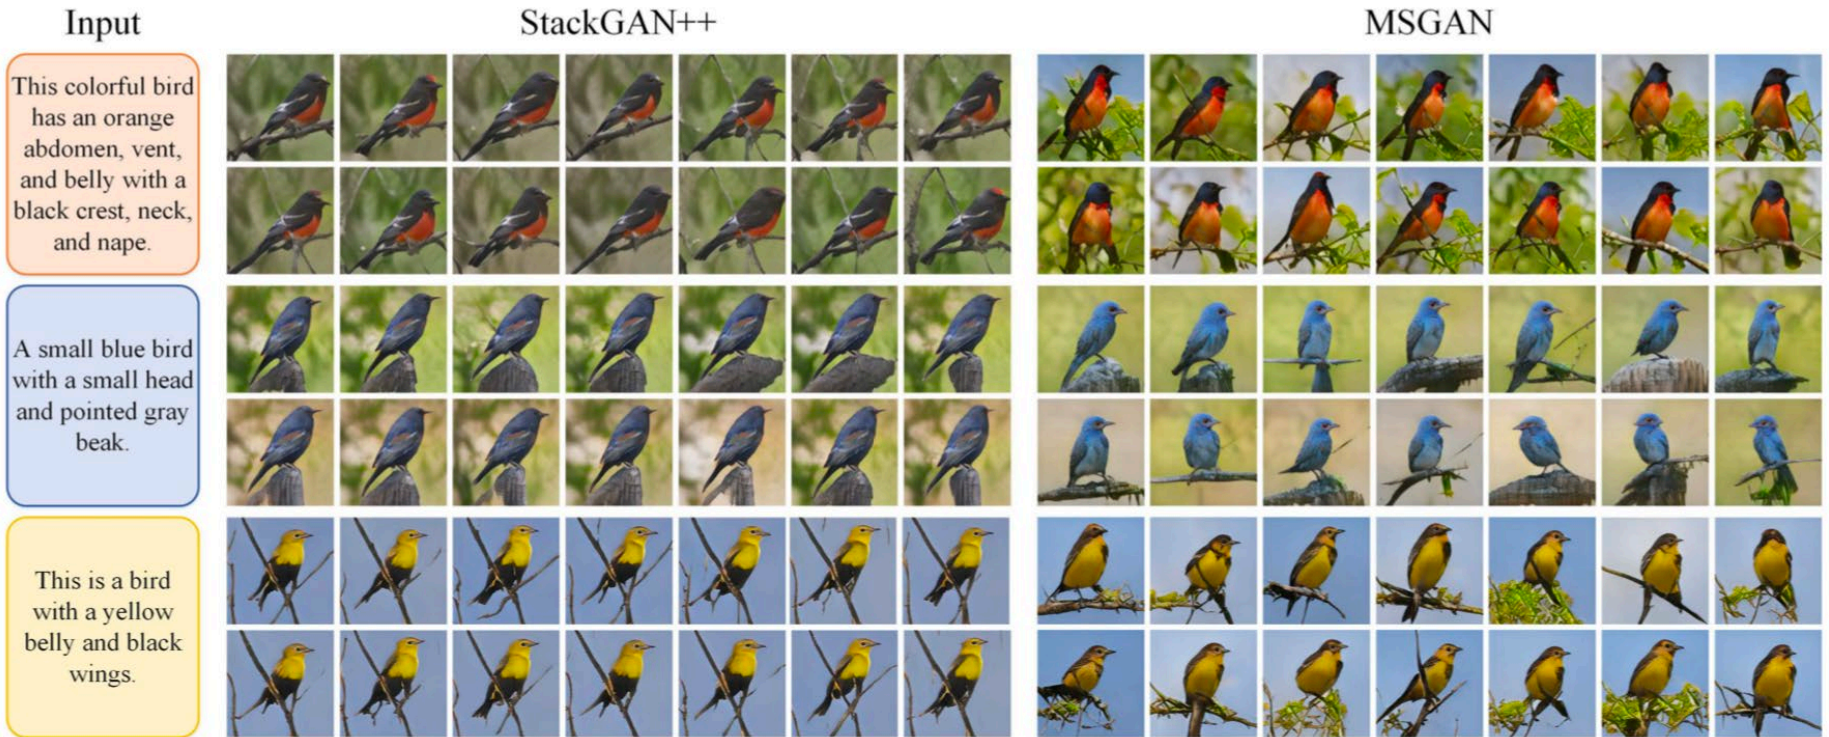 Input
StackGAN++
MSGAN
This colorful bird
has an orange
abdomen, vent,
and belly with a
black crest, neck,
and nape.
A small blue bird
with a small head
and pointed gray
beak.
This is a bird
with a yellow
belly and black
wings.